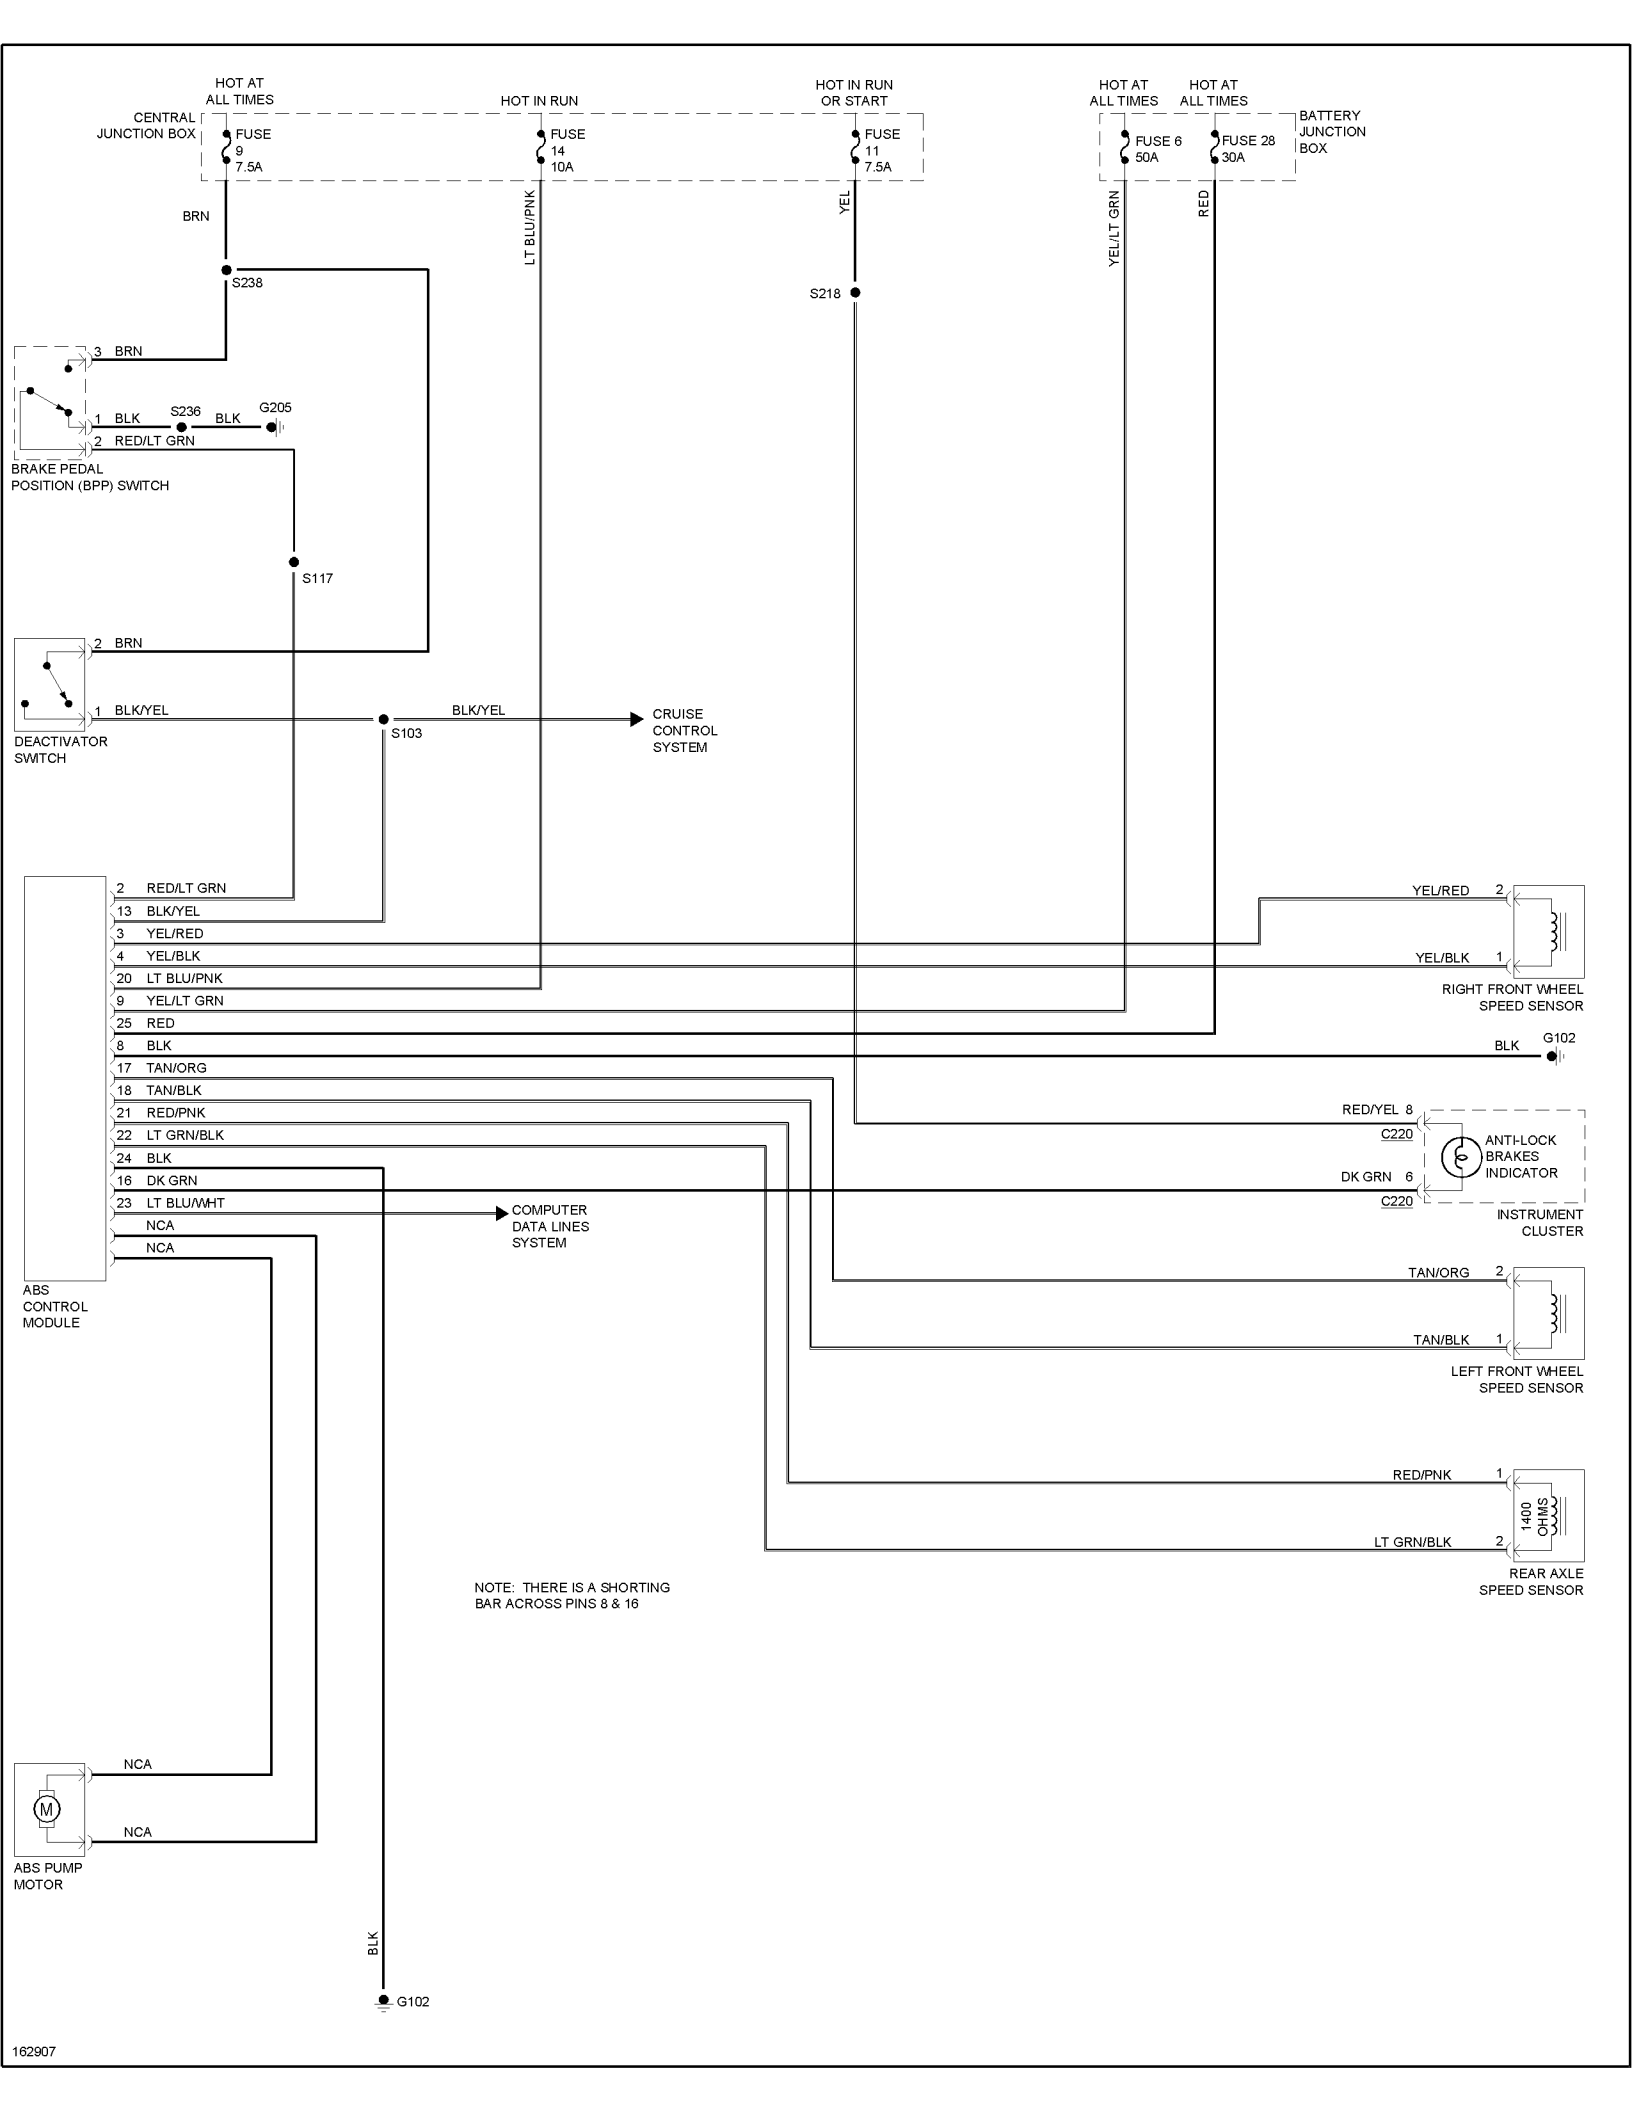 HOT AT
ALL TIMES
HOT IN RUN
HOT IN RUN
OR START
HOT AT
ALL TIMES
HOT AT
ALL TIMES
CENTRAL
JUNCTION BOX
FUSE
9
7.5A
FUSE
14
10A
FUSE
11
7.5A
FUSE 6
50A
FUSE 28
30A
BATTERY
JUNCTION
BOX
BRN
LT BLU/PNK
YEL
YEL/LT GRN
RED
S238
S218
3 BRN
1 BLK
S236
BLK
G205
2 RED/LT GRN
BRAKE PEDAL
POSITION (BPP) SWITCH
S117
2 BRN
1 BLK/YEL
BLK/YEL
S103
CRUISE
CONTROL
SYSTEM
DEACTIVATOR
SWITCH
2 RED/LT GRN
13 BLK/YEL
3 YEL/RED
4 YEL/BLK
20 LT BLU/PNK
9 YEL/LT GRN
25 RED
8 BLK
17 TAN/ORG
18 TAN/BLK
21 RED/PNK
22 LT GRN/BLK
24 BLK
16 DK GRN
23 LT BLU/WHT
NCA
NCA
ABS
CONTROL
MODULE
COMPUTER
DATA LINES
SYSTEM
YEL/RED 2
YEL/BLK 1
RIGHT FRONT WHEEL
SPEED SENSOR
BLK
G102
RED/YEL 8
C220
ANTI-LOCK
BRAKES
INDICATOR
DK GRN 6
C220
INSTRUMENT
CLUSTER
TAN/ORG 2
TAN/BLK 1
LEFT FRONT WHEEL
SPEED SENSOR
RED/PNK 1
1400
OHMS
LT GRN/BLK 2
REAR AXLE
SPEED SENSOR
NOTE: THERE IS A SHORTING
BAR ACROSS PINS 8 & 16
NCA
M
NCA
ABS PUMP
MOTOR
BLK
G102
162907